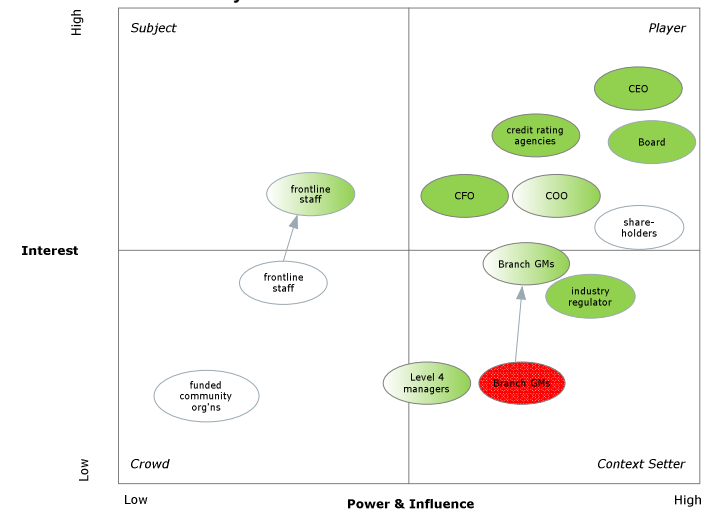 High
Subject
Player
CEO
credit rating
agencies
Board
frontline
staff
CFO
COO
share-
holders
Interest
Branch GMs
frontline
staff
industry
regulator
Level 4
managers
Branch GMs
funded
community
org'ns
Low
Crowd
Context Setter
Low
Power & Influence
High